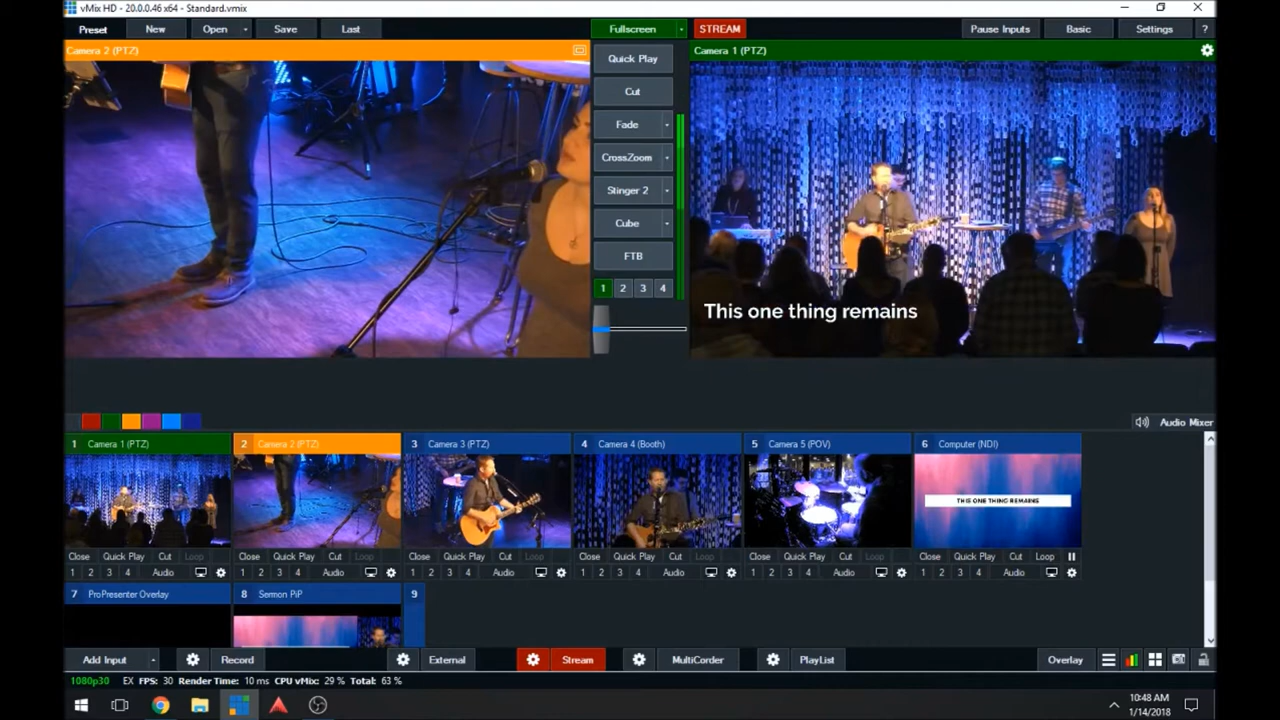 vMix HD - 20.0.0.46 x64 - Standard.vmix
Preset New Open Save Last Fullscreen STREAM Pause Inputs Basic Settings ?
Camera 2 (PTZ) Camera 1 (PTZ)
Quick Play
Cut
Fade
CrossZoom
Stinger 2
Cube
FTB
1 2 3 4
This one thing remains
Audio Mixer
1 Camera 1 (PTZ) 2 Camera 2 (PTZ) 3 Camera 3 (PTZ) 4 Camera 4 (Booth) 5 Camera 5 (POV) 6 Computer (NDI)
THIS ONE THING REMAINS
Close Quick Play Cut Loop Close Quick Play Cut Loop Close Quick Play Cut Loop Close Quick Play Cut Loop Close Quick Play Cut Loop Close Quick Play Cut Loop
1 2 3 4 Audio 1 2 3 4 Audio 1 2 3 4 Audio 1 2 3 4 Audio 1 2 3 4 Audio 1 2 3 4 Audio
7 ProPresenter Overlay 8 Sermon PiP 9
Add Input Record External Stream MultiCorder PlayList Overlay
1080p30 EX FPS: 30 Render Time: 10 ms CPU vMix: 29 % Total: 63 %
10:48 AM
1/14/2018